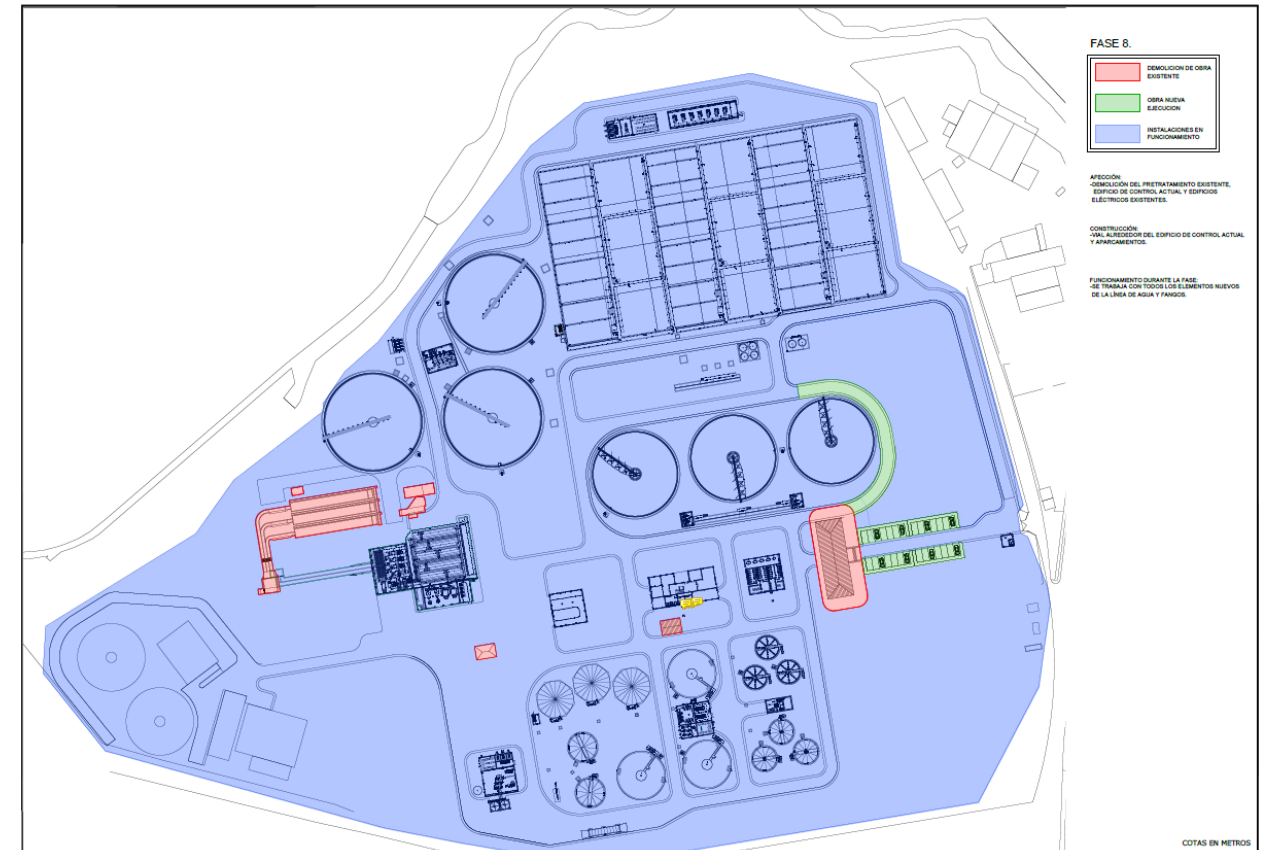 FASE 8.
DEMOLICION DE OBRA
EXISTENTE
OBRA NUEVA
EJECUCION
INSTALACIONES EN
FUNCIONAMIENTO
AFECCIÓN:
-DEMOLICIÓN DEL PRETRATAMIENTO EXISTENTE,
EDIFICIO DE CONTROL ACTUAL Y EDIFICIOS
ELÉCTRICOS EXISTENTES.
CONSTRUCCIÓN:
-VIAL ALREDEDOR DEL EDIFICIO DE CONTROL ACTUAL
Y APARCAMIENTOS.
FUNCIONAMIENTO DURANTE LA FASE:
-SE TRABAJA CON TODOS LOS ELEMENTOS NUEVOS
DE LA LÍNEA DE AGUA Y FANGOS.
COTAS EN METROS